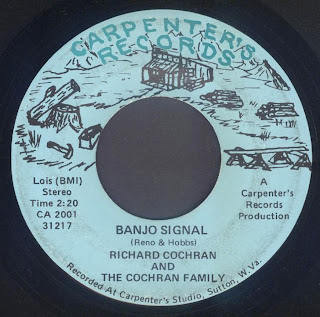 CARPENTER'S
RECORDS
Lois (BMI)
Stereo
Time 2:20
CA 2001
31217
A
Carpenter's
Records
Production
BANJO SIGNAL
(Reno & Hobbs)
RICHARD COCHRAN
AND
THE COCHRAN FAMILY
Recorded At Carpenter's Studio, Sutton, W.Va.